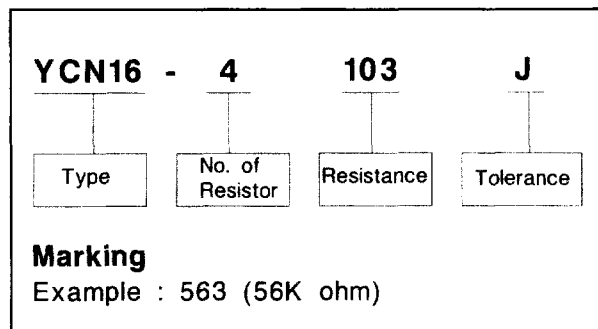 YCN16 - 4 103 J
Type No. of Resistor Resistance Tolerance
Marking
Example : 563 (56K ohm)